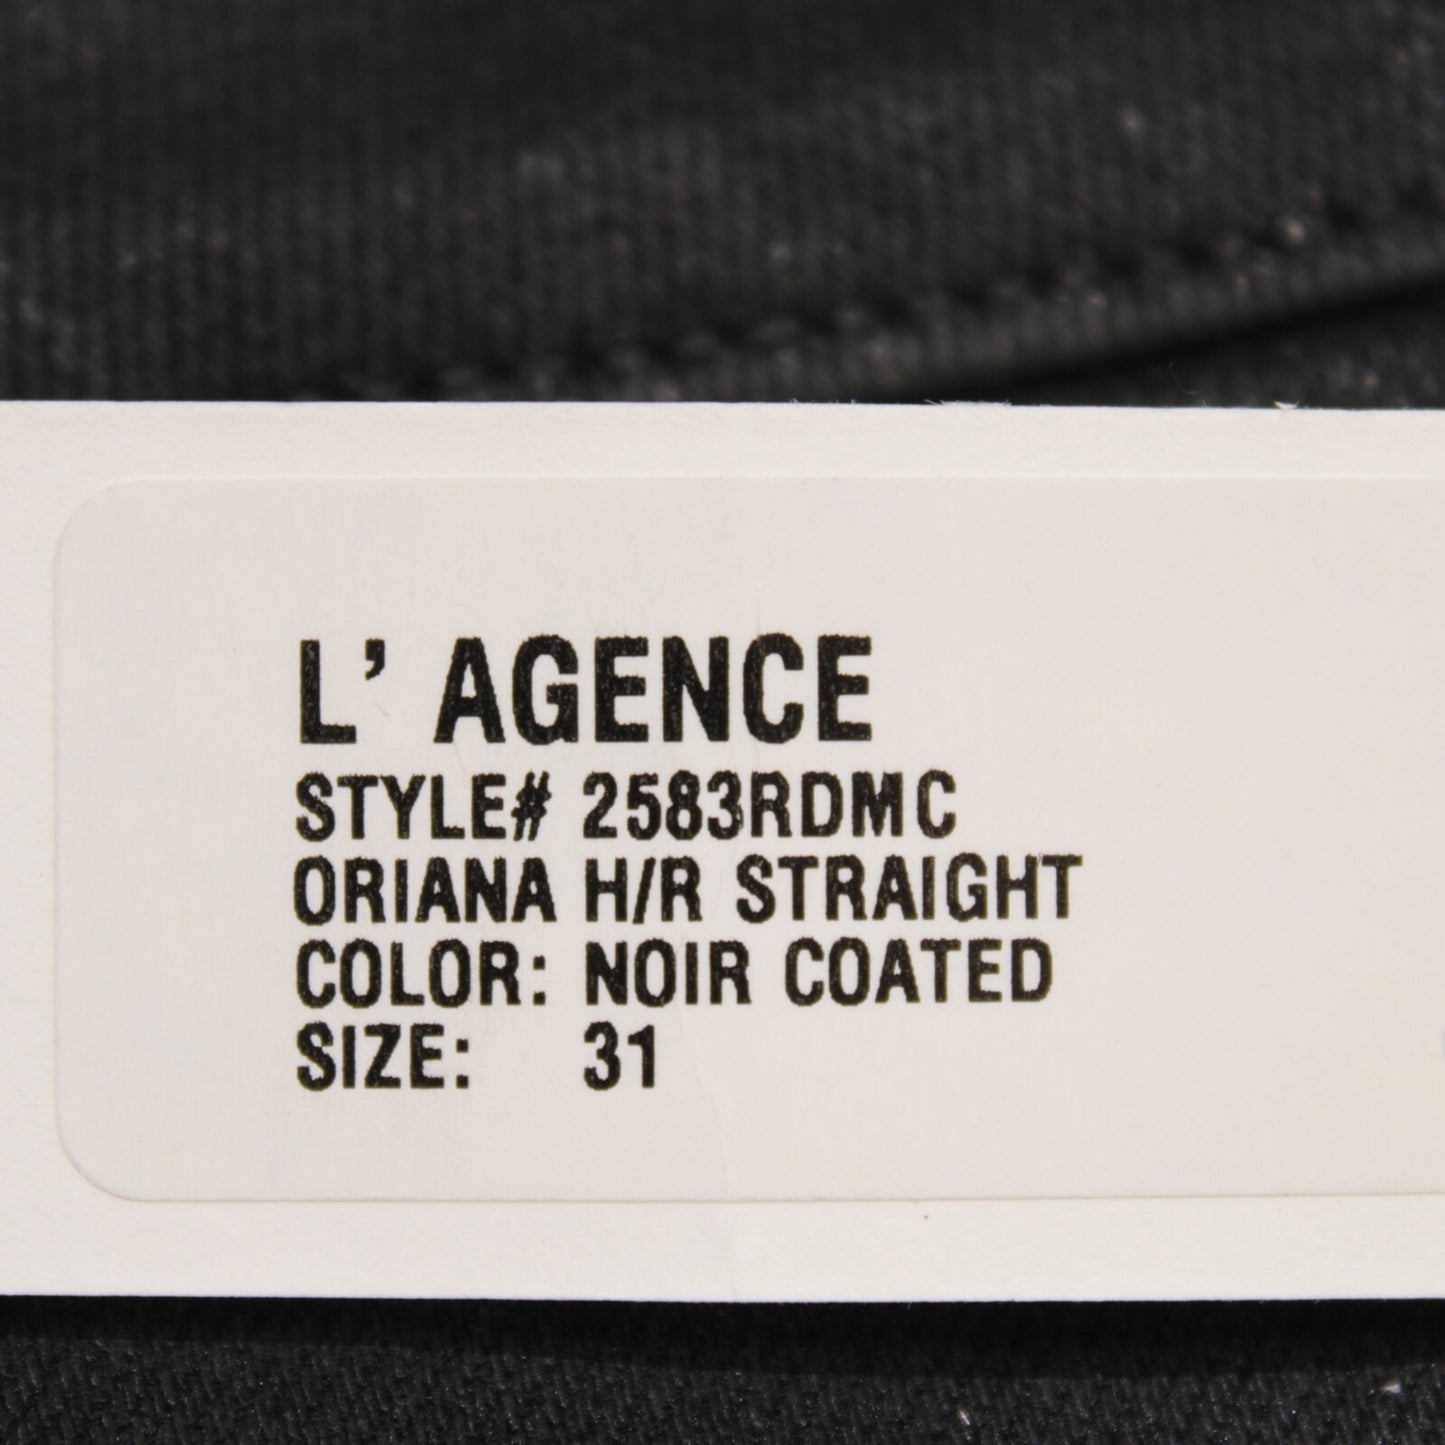 L' AGENCE
STYLE# 2583RDMC
ORIANA H/R STRAIGHT
COLOR: NOIR COATED
SIZE: 31